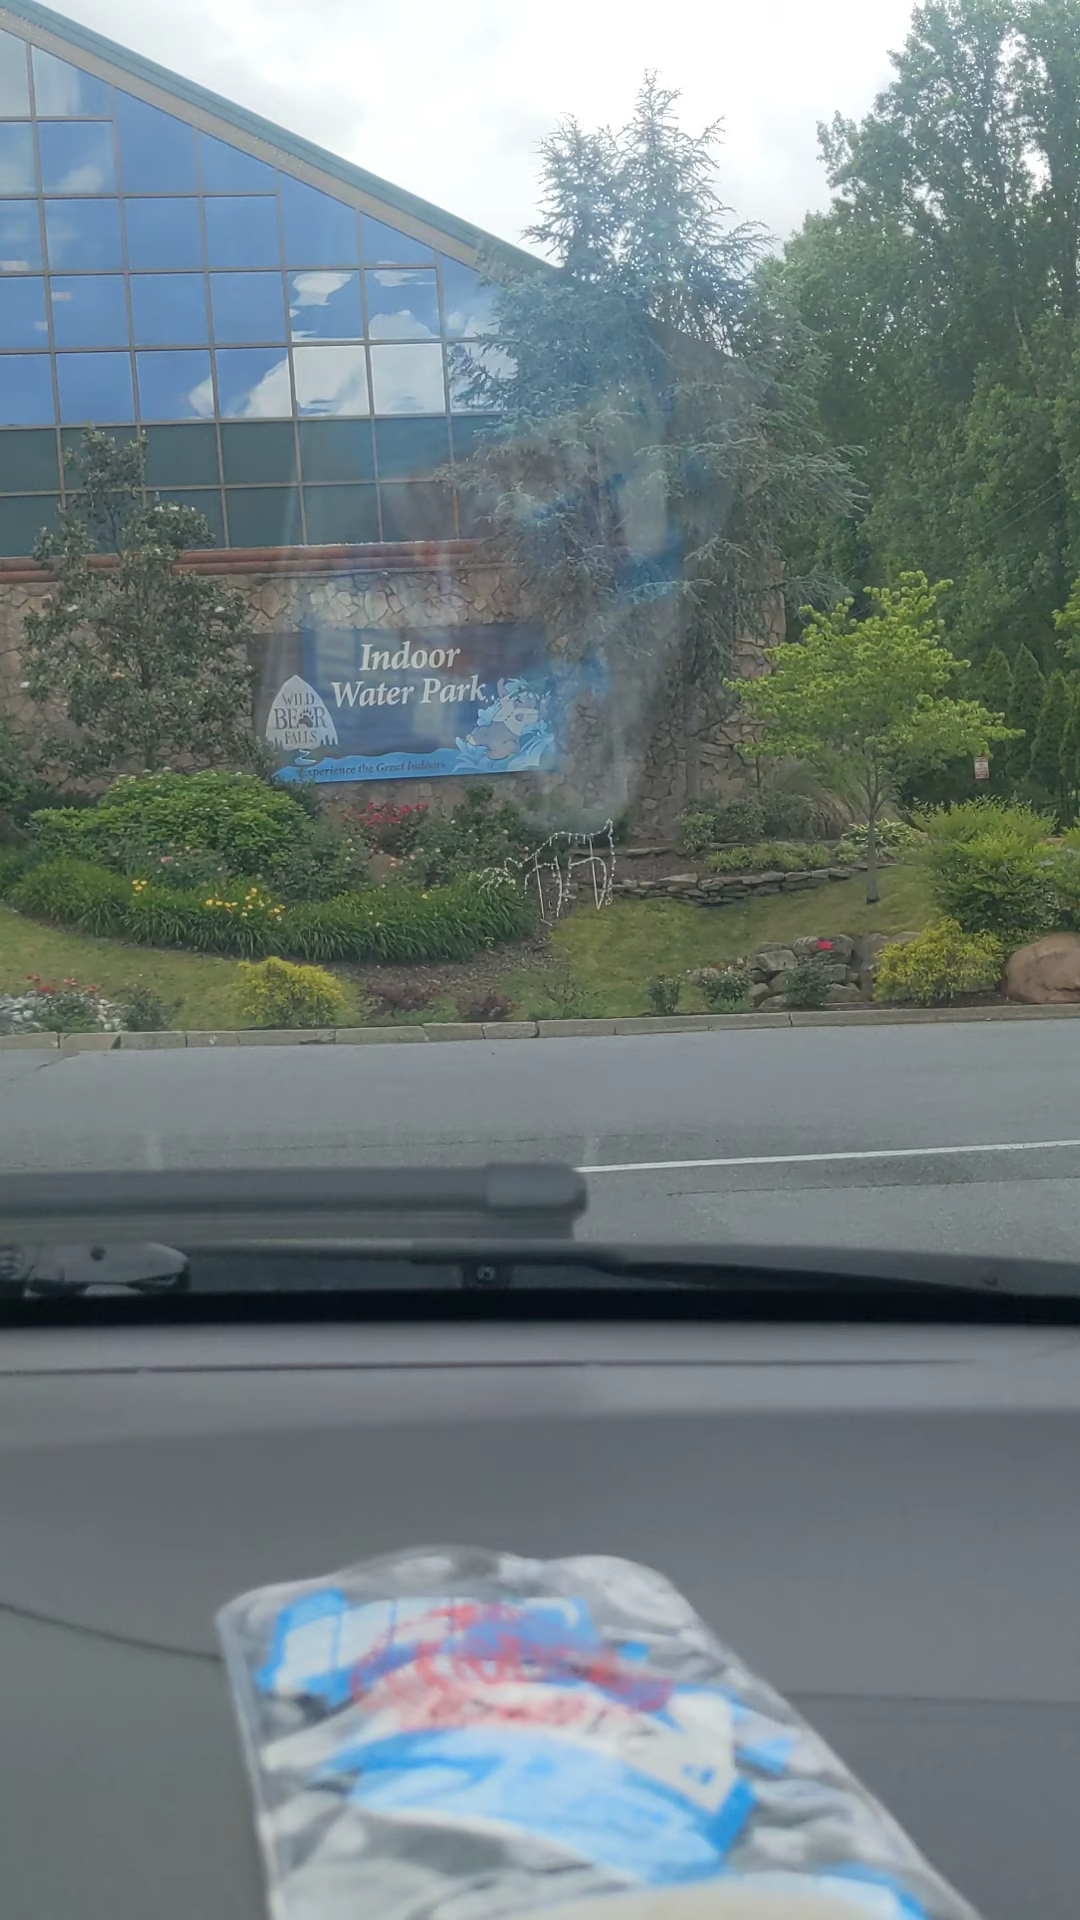 Indoor
Water Park
WILD
BEAR
FALLS
Experience the Great Indoors